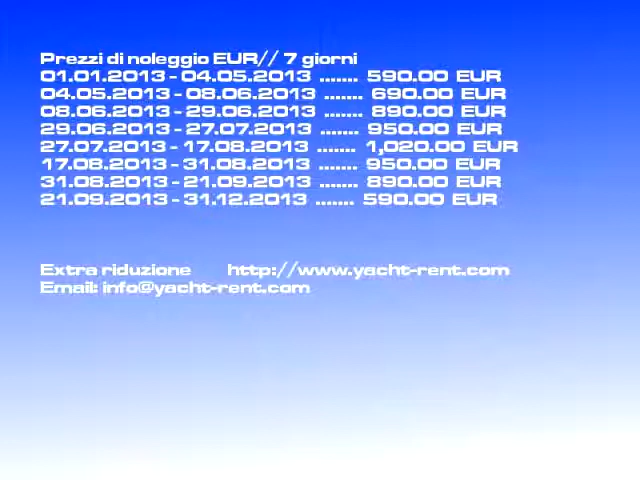 Prezzi di noleggio EUR// 7 giorni
01.01.2013 - 04.05.2013 ....... 590.00 EUR
04.05.2013 - 08.06.2013 ....... 690.00 EUR
08.06.2013 - 29.06.2013 ....... 890.00 EUR
29.06.2013 - 27.07.2013 ....... 950.00 EUR
27.07.2013 - 17.08.2013 ....... 1,020.00 EUR
17.08.2013 - 31.08.2013 ....... 950.00 EUR
31.08.2013 - 21.09.2013 ....... 890.00 EUR
21.09.2013 - 31.12.2013 ....... 590.00 EUR
Extra riduzione http://www.yacht-rent.com
Email: info@yacht-rent.com